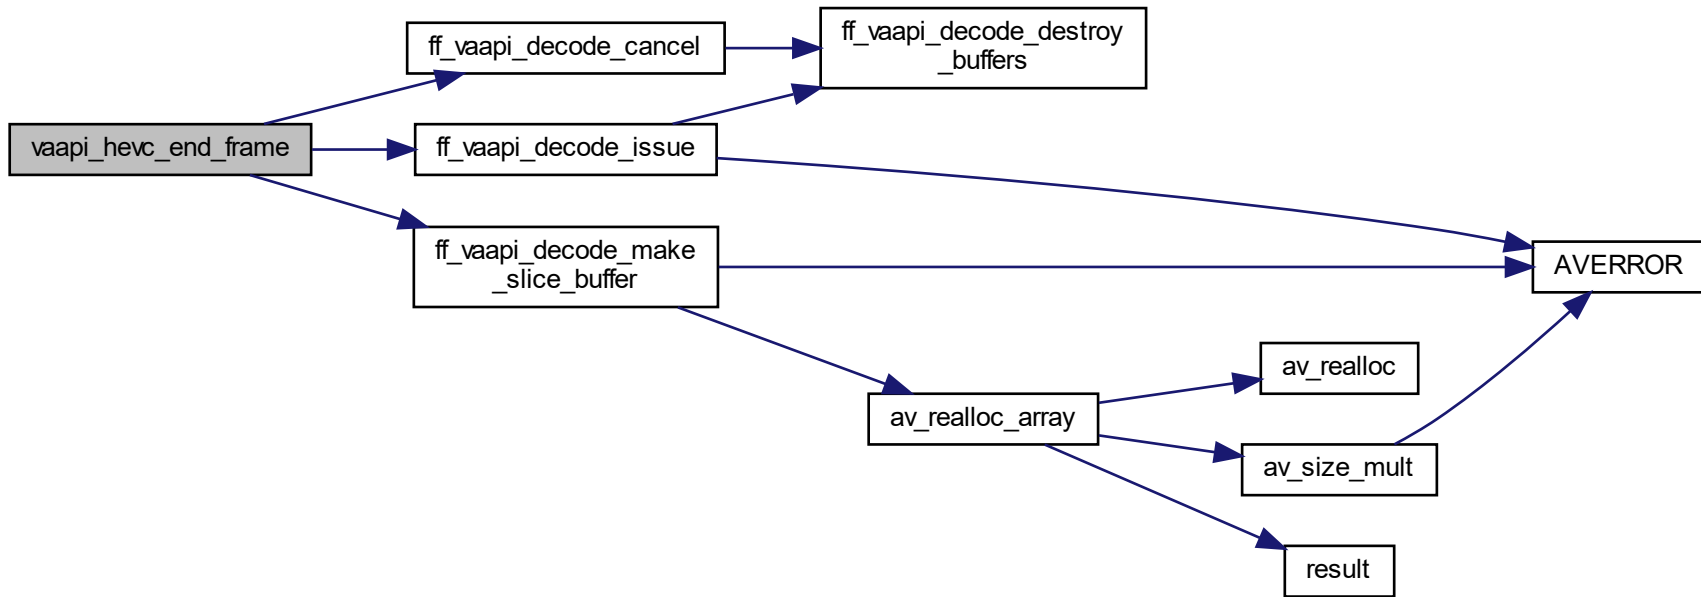 vaapi_hevc_end_frame
ff_vaapi_decode_cancel
ff_vaapi_decode_destroy
_buffers
ff_vaapi_decode_issue
ff_vaapi_decode_make
_slice_buffer
AVERROR
av_realloc_array
av_realloc
av_size_mult
result